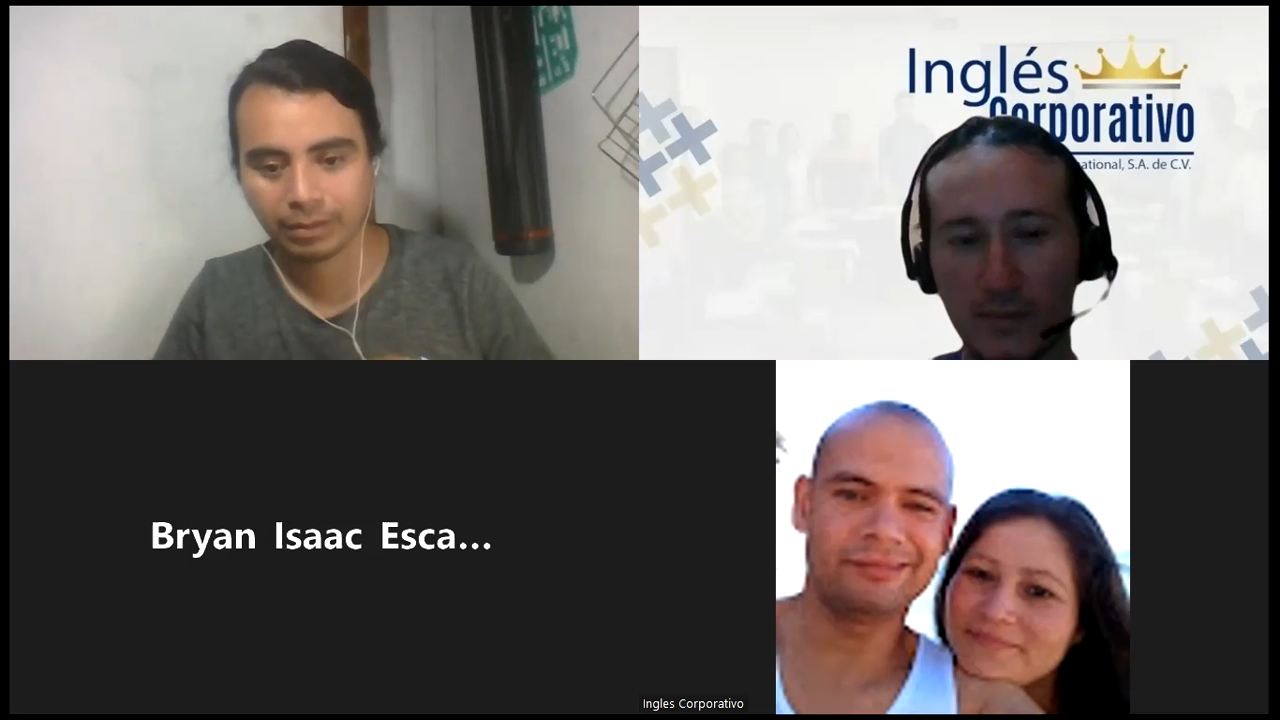 Inglés
Corporativo
ational, S.A. de C.V.
Bryan Isaac Esca...
Ingles Corporativo